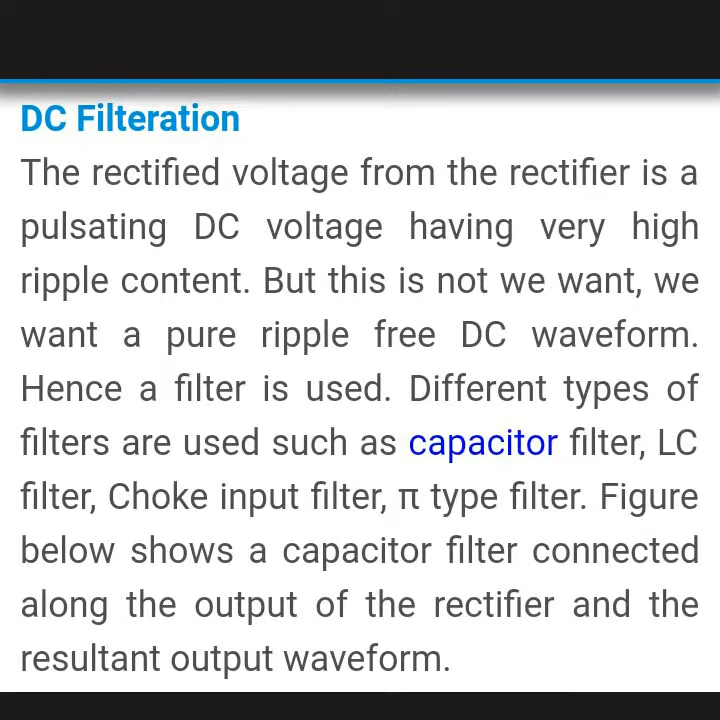 DC Filteration
The rectified voltage from the rectifier is a
pulsating DC voltage having very high
ripple content. But this is not we want, we
want a pure ripple free DC waveform.
Hence a filter is used. Different types of
filters are used such as capacitor filter, LC
filter, Choke input filter, π type filter. Figure
below shows a capacitor filter connected
along the output of the rectifier and the
resultant output waveform.